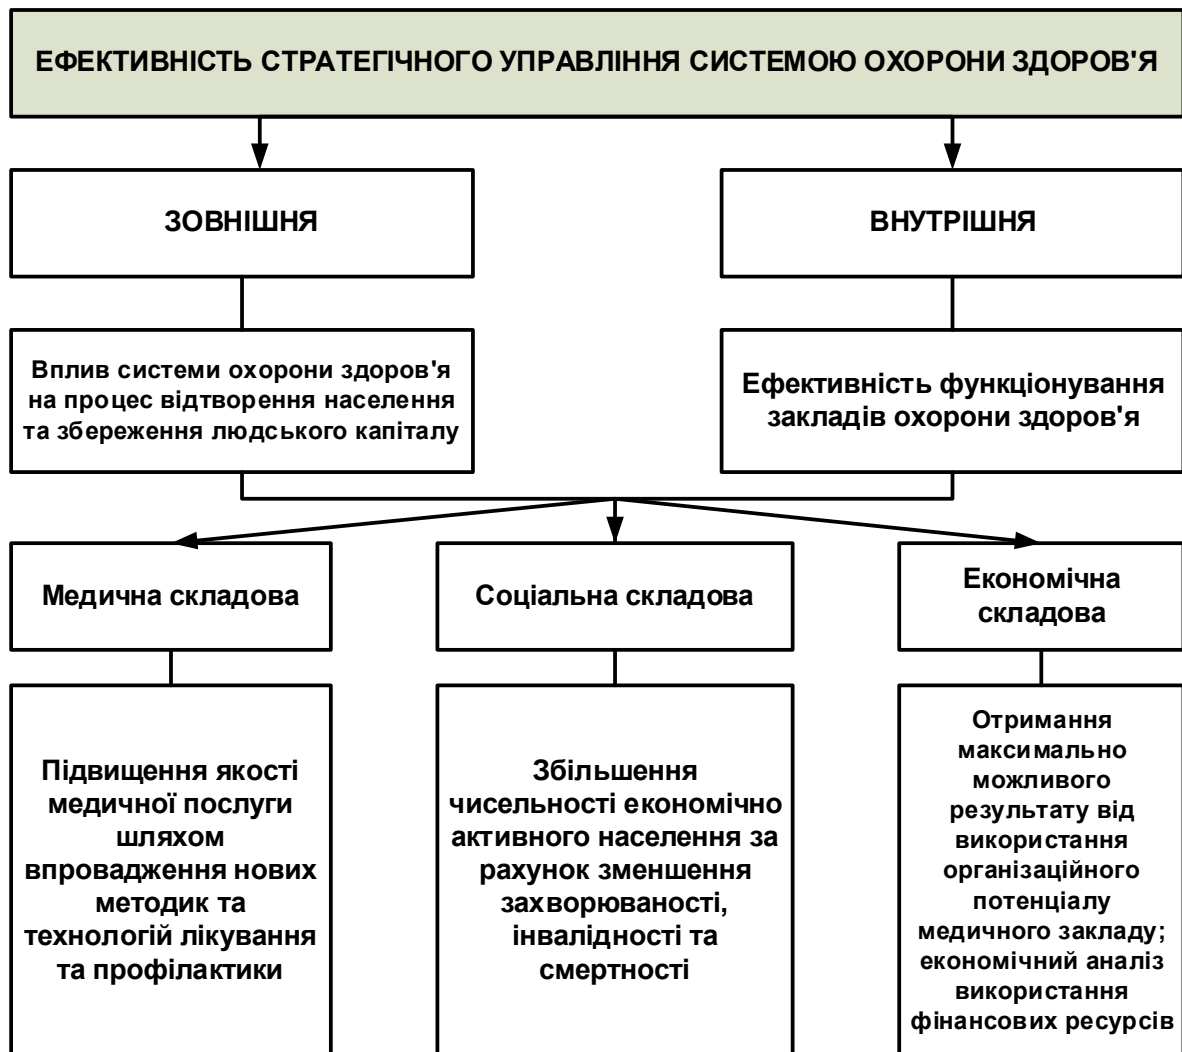 ЕФЕКТИВНІСТЬ СТРАТЕГІЧНОГО УПРАВЛІННЯ СИСТЕМОЮ ОХОРОНИ ЗДОРОВ'Я
ЗОВНІШНЯ
ВНУТРІШНЯ
Вплив системи охорони здоров'я
на процес відтворення населення
та збереження людського капіталу
Ефективність функціонування
закладів охорони здоров'я
Медична складова
Соціальна складова
Економічна
складова
Підвищення якості
медичної послуги
шляхом
впровадження нових
методик та
технологій лікування
та профілактики
Збільшення
чисельності економічно
активного населення за
рахунок зменшення
захворюваності,
інвалідності та
смертності
Отримання
максимально
можливого
результату від
використання
організаційного
потенціалу
медичного закладу;
економічний аналіз
використання
фінансових ресурсів